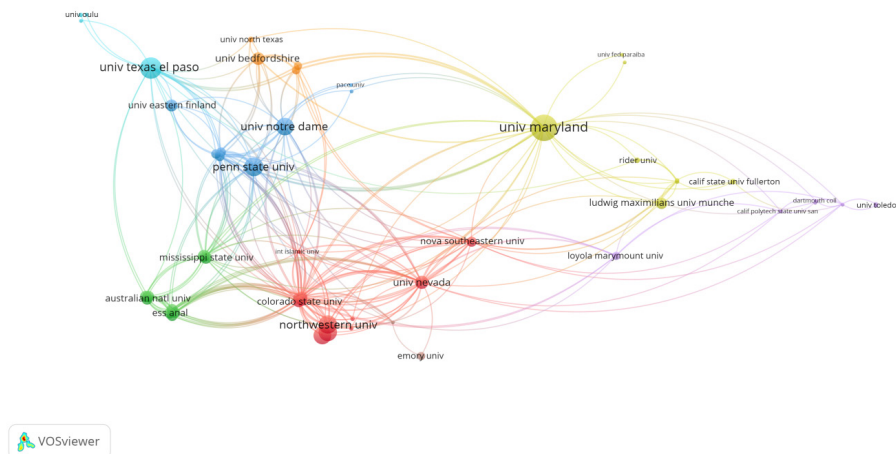 univ oulu
univ north texas
univ fed paraiba
univ bedfordshire
univ texas el paso
pace univ
univ eastern finland
univ notre dame
univ maryland
rider univ
penn state univ
calif state univ fullerton
dartmouth coll
ludwig maximilians univ munche
univ toledo
calif polytech state univ san
nova southeastern univ
int islamic univ
mississippi state univ
loyola marymount univ
univ nevada
australian natl univ
colorado state univ
ess anal
northwestern univ
emory univ
VOSviewer